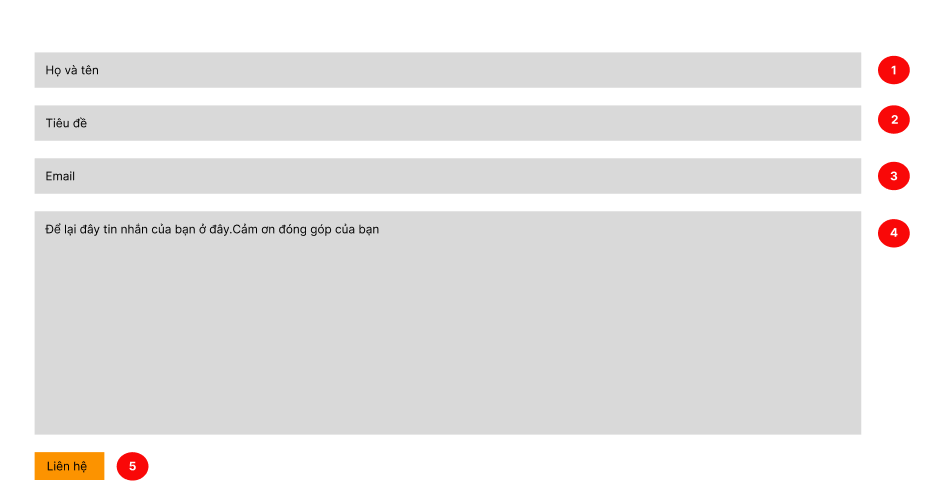 Họ và tên
1
Tiêu đề
2
Email
3
Để lại đây tin nhắn của bạn ở đây.Cảm ơn đóng góp của bạn
4
Liên hệ
5